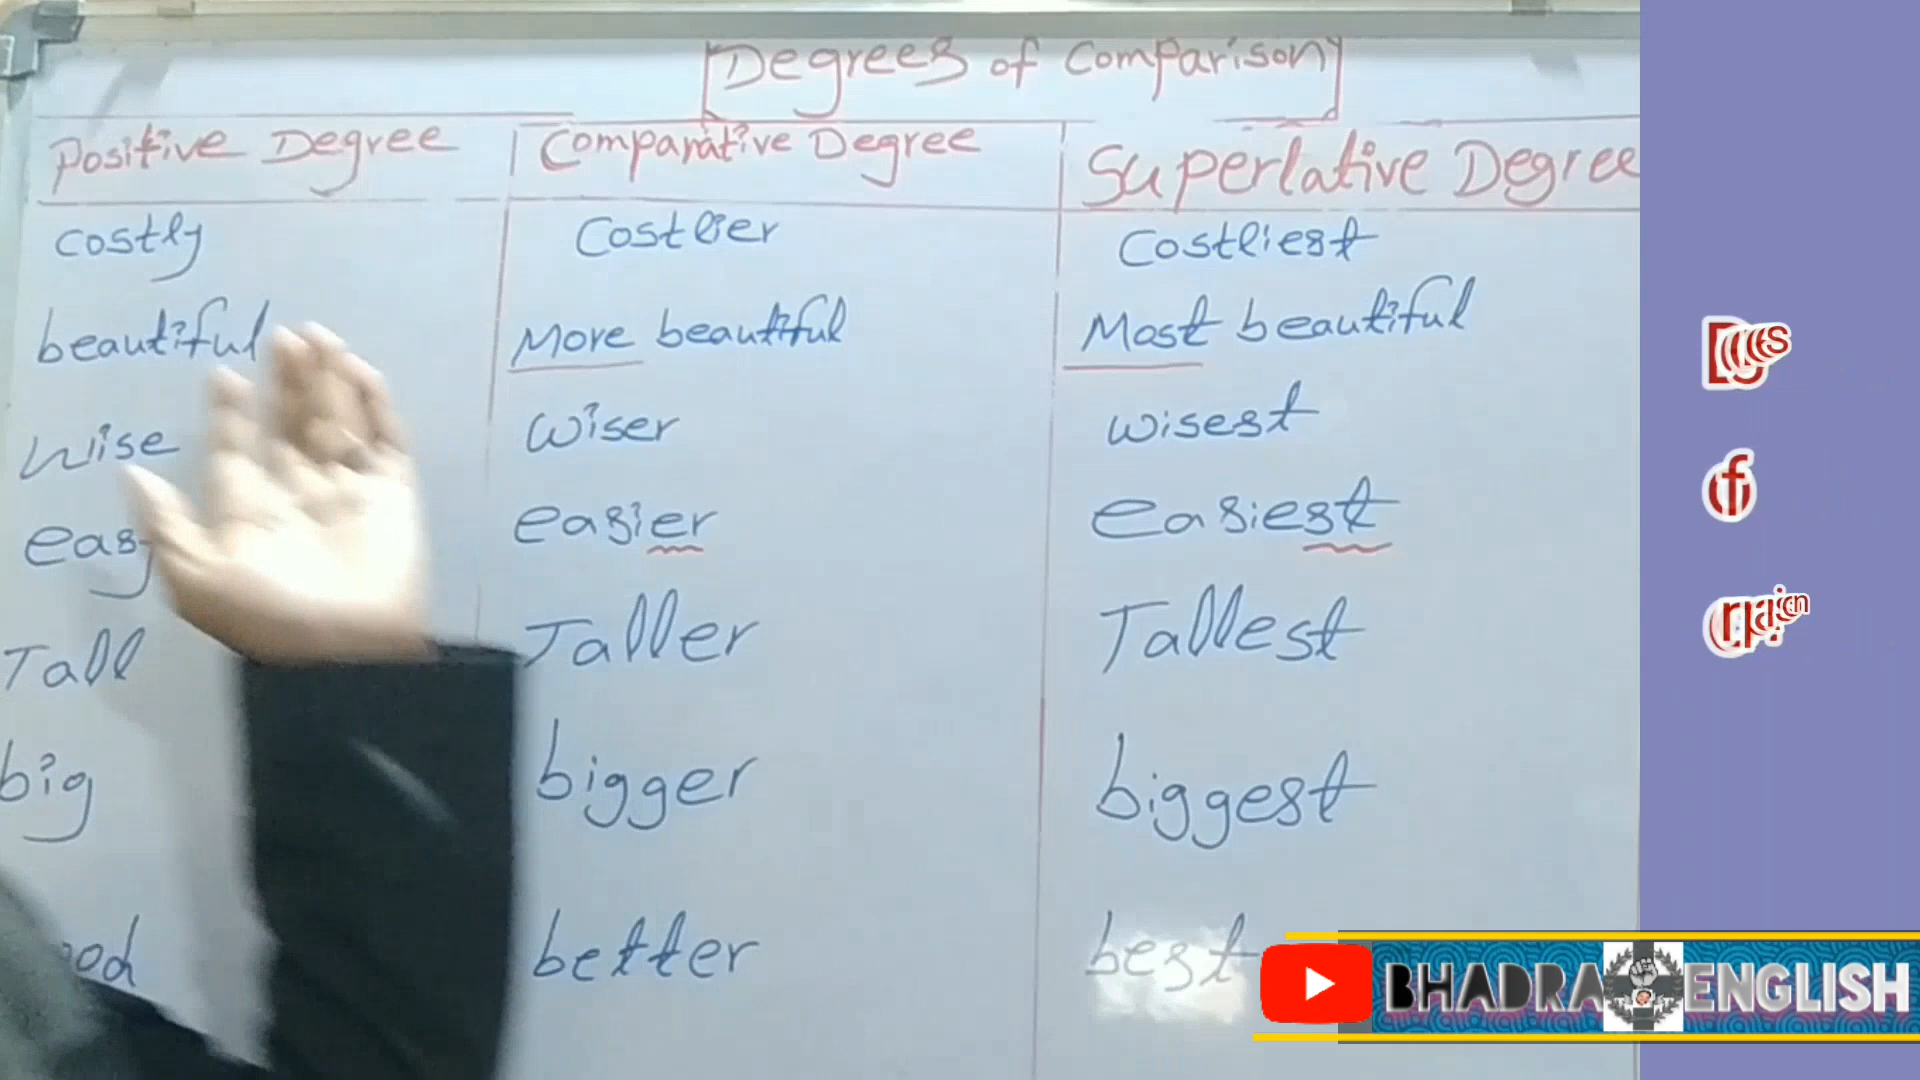 Degrees of Comparison
Positive Degree Comparative Degree Superlative Degree
costly Costlier Costliest
beautiful More beautiful Most beautiful
Wise Wiser wisest
easy easier easiest
Tall Taller Tallest
big bigger biggest
better best
BHADRA ENGLISH